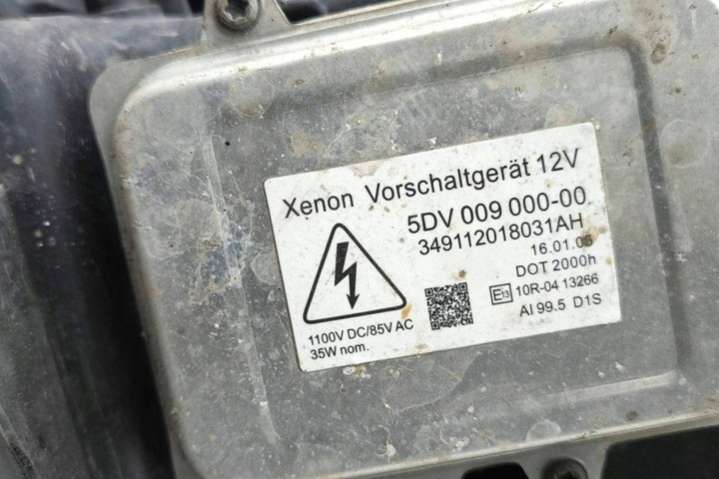 Xenon Vorschaltgerät 12V
5DV 009 000-00
349112018031AH
16.01.06
DOT 2000h
E13 10R-04 13266
AI 99.5 D1S
1100V DC/85V AC
35W nom.